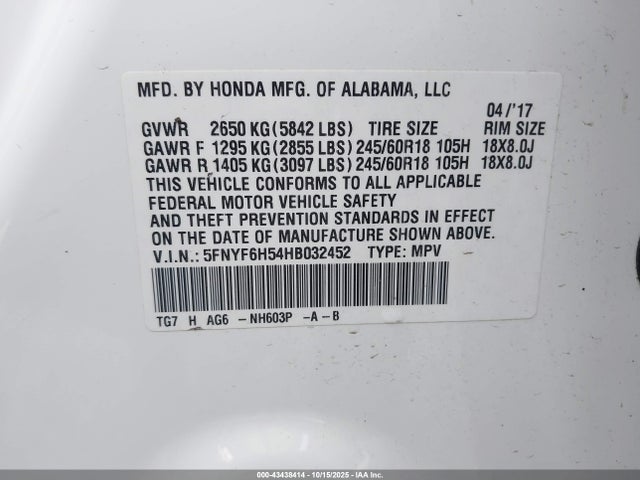 MFD. BY HONDA MFG. OF ALABAMA, LLC
04/'17
GVWR 2650 KG (5842 LBS) TIRE SIZE RIM SIZE
GAWR F 1295 KG (2855 LBS) 245/60R18 105H 18X8.0J
GAWR R 1405 KG (3097 LBS) 245/60R18 105H 18X8.0J
THIS VEHICLE CONFORMS TO ALL APPLICABLE
FEDERAL MOTOR VEHICLE SAFETY
AND THEFT PREVENTION STANDARDS IN EFFECT
ON THE DATE OF MANUFACTURE SHOWN ABOVE.
V.I.N.: 5FNYF6H54HB032452 TYPE: MPV
TG7 H AG6 - NH603P -A-B
000-43438414 | 10/15/2025 | IAAI, Inc. Copyright